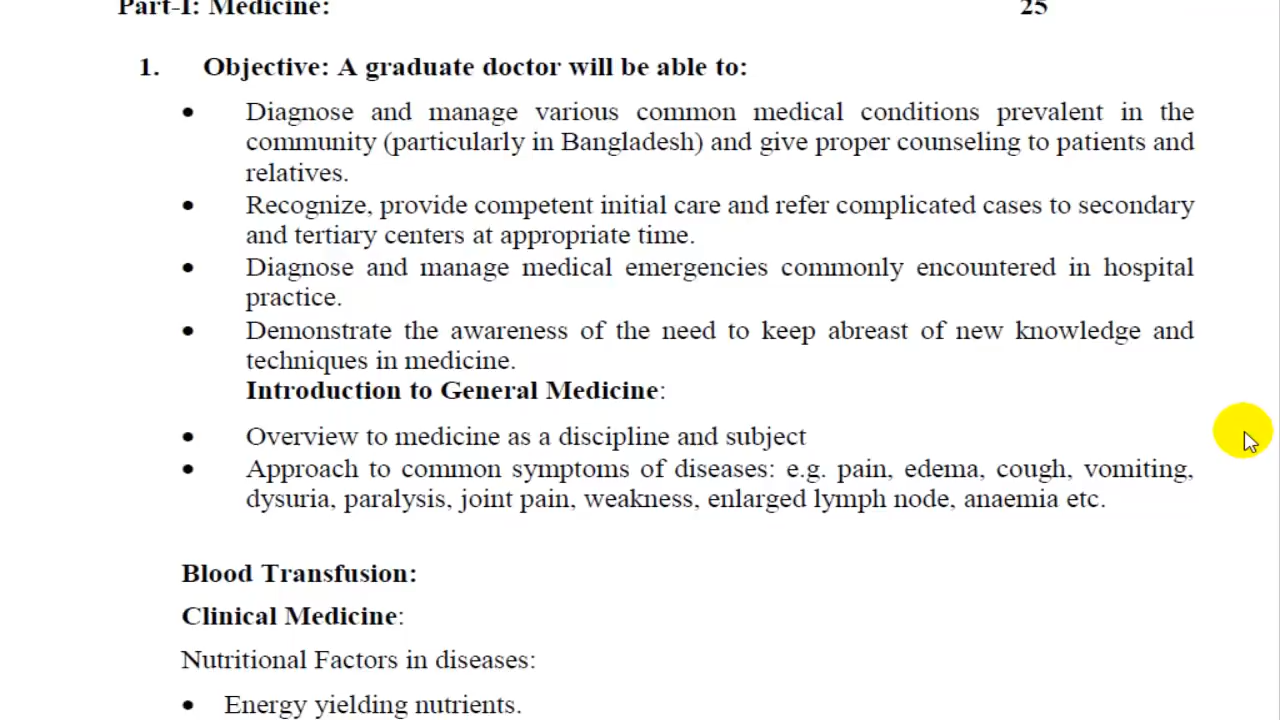 Part-I: Medicine: 25
1. Objective: A graduate doctor will be able to:
• Diagnose and manage various common medical conditions prevalent in the
community (particularly in Bangladesh) and give proper counseling to patients and
relatives.
• Recognize, provide competent initial care and refer complicated cases to secondary
and tertiary centers at appropriate time.
• Diagnose and manage medical emergencies commonly encountered in hospital
practice.
• Demonstrate the awareness of the need to keep abreast of new knowledge and
techniques in medicine.
Introduction to General Medicine:
• Overview to medicine as a discipline and subject
• Approach to common symptoms of diseases: e.g. pain, edema, cough, vomiting,
dysuria, paralysis, joint pain, weakness, enlarged lymph node, anaemia etc.
Blood Transfusion:
Clinical Medicine:
Nutritional Factors in diseases:
• Energy yielding nutrients.